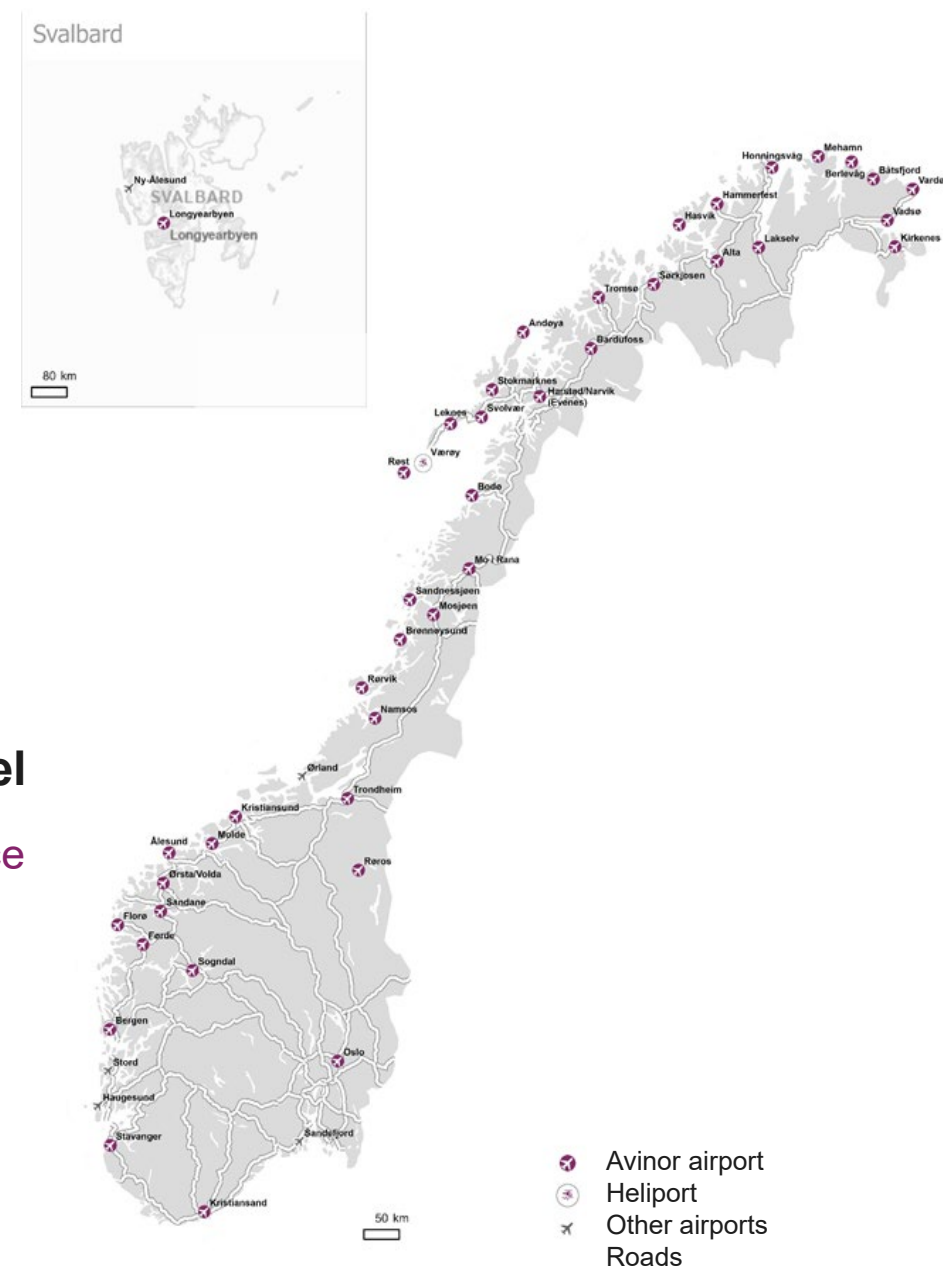 Svalbard
Ny-Ålesund
SVALBARD
Longyearbyen
Longyearbyen
80 km
Mehamn
Honningsvåg
Berlevåg
Båtsfjord
Vardø
Hammerfest
Hasvik
Vadsø
Lakselv
Kirkenes
Alta
Sørkjosen
Tromsø
Andøya
Bardufoss
Stokmarknes
Harstad/Narvik
(Evenes)
Svolvær
Leknes
Værøy
Røst
Bodø
Mo i Rana
Sandnessjøen
Mosjøen
Brønnøysund
Rørvik
Namsos
el
Ørland
Trondheim
Kristiansund
Molde
Ålesund
e
Røros
Ørsta/Volda
Sandane
Florø
Førde
Sogndal
Bergen
Oslo
Stord
Haugesund
Sandefjord
Stavanger
Kristiansand
50 km
Avinor airport
Heliport
Other airports
Roads